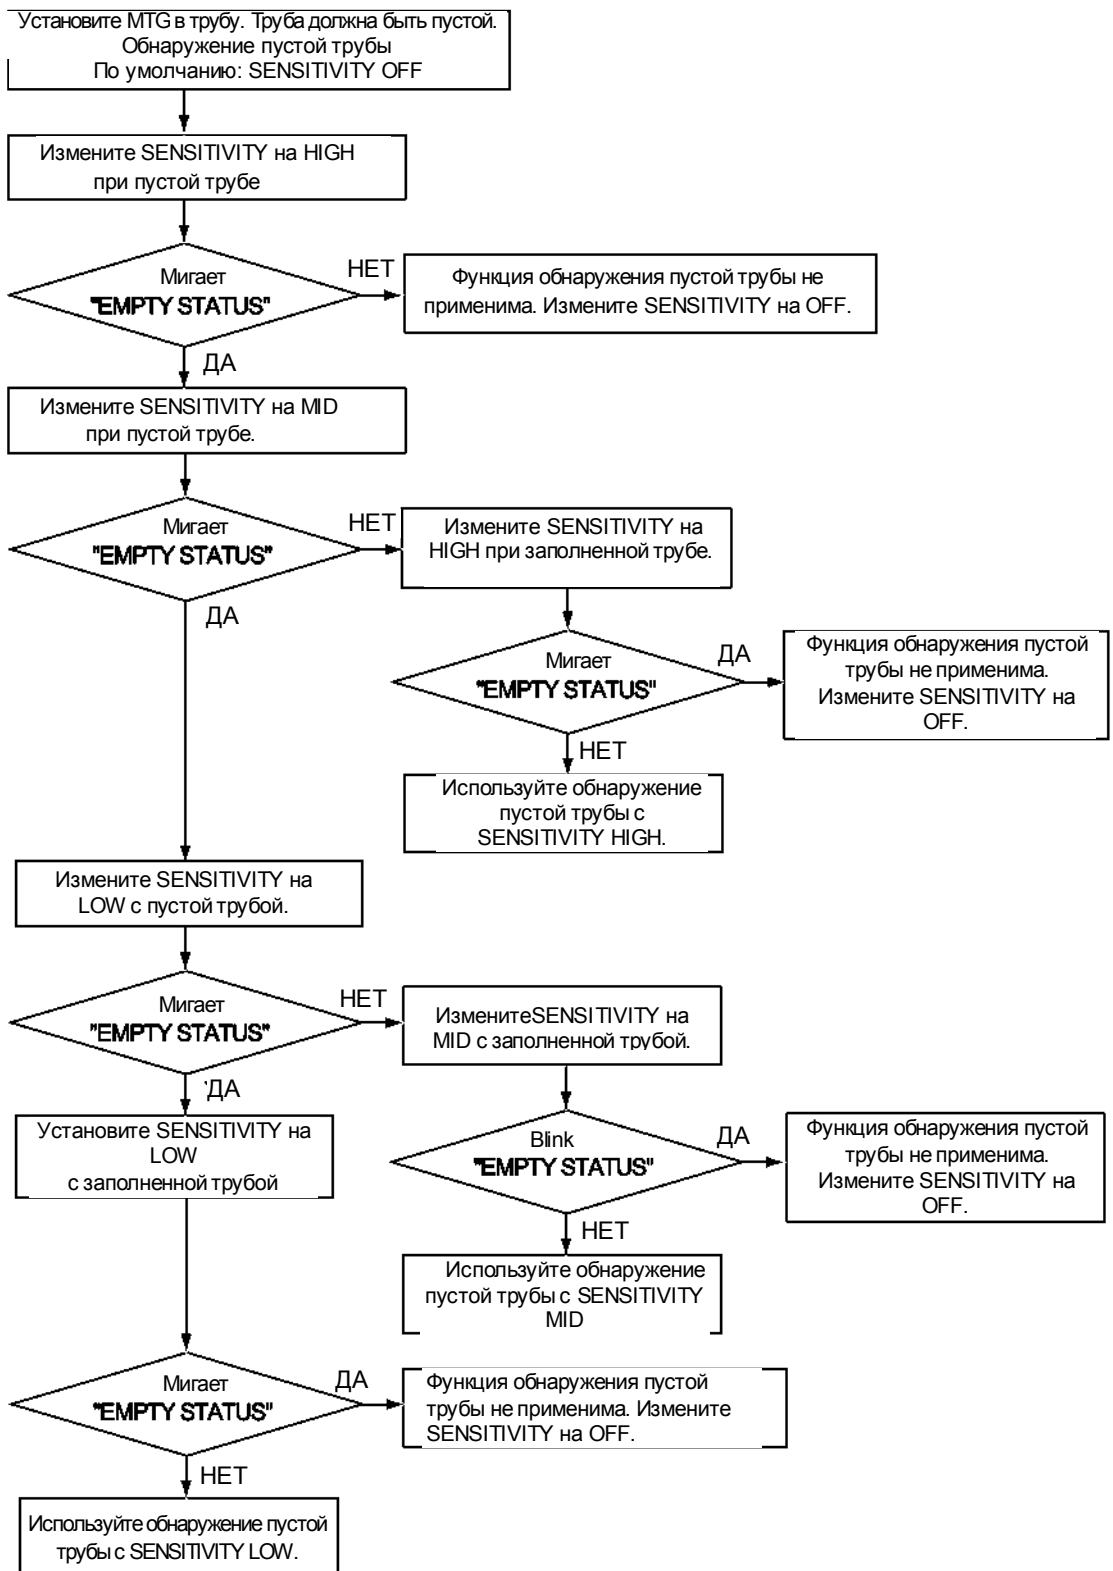 Установите MTG в трубу. Труба должна быть пустой.
Обнаружение пустой трубы
По умолчанию: SENSITIVITY OFF
Измените SENSITIVITY на HIGH
при пустой трубе
Мигает
"EMPTY STATUS"
НЕТ
Функция обнаружения пустой трубы не
применима. Измените SENSITIVITY на OFF.
ДА
Измените SENSITIVITY на MID
при пустой трубе.
Мигает
"EMPTY STATUS"
НЕТ
Измените SENSITIVITY на
HIGH при заполненной трубе.
ДА
Мигает
"EMPTY STATUS"
ДА
Функция обнаружения пустой
трубы не применима.
Измените SENSITIVITY на
OFF.
НЕТ
Используйте обнаружение
пустой трубы с
SENSITIVITY HIGH.
Измените SENSITIVITY на
LOW с пустой трубой.
Мигает
"EMPTY STATUS"
НЕТ
ИзмениteSENSITIVITY на
MID с заполненной трубой.
ДА
Установите SENSITIVITY на
LOW
с заполненной трубой
Blink
"EMPTY STATUS"
ДА
Функция обнаружения пустой
трубы не применима.
Измените SENSITIVITY на
OFF.
НЕТ
Используйте обнаружение
пустой трубы с SENSITIVITY
MID
Мигает
"EMPTY STATUS"
ДА
Функция обнаружения пустой
трубы не применима. Измените
SENSITIVITY на OFF.
НЕТ
Используйте обнаружение пустой
трубы с SENSITIVITY LOW.